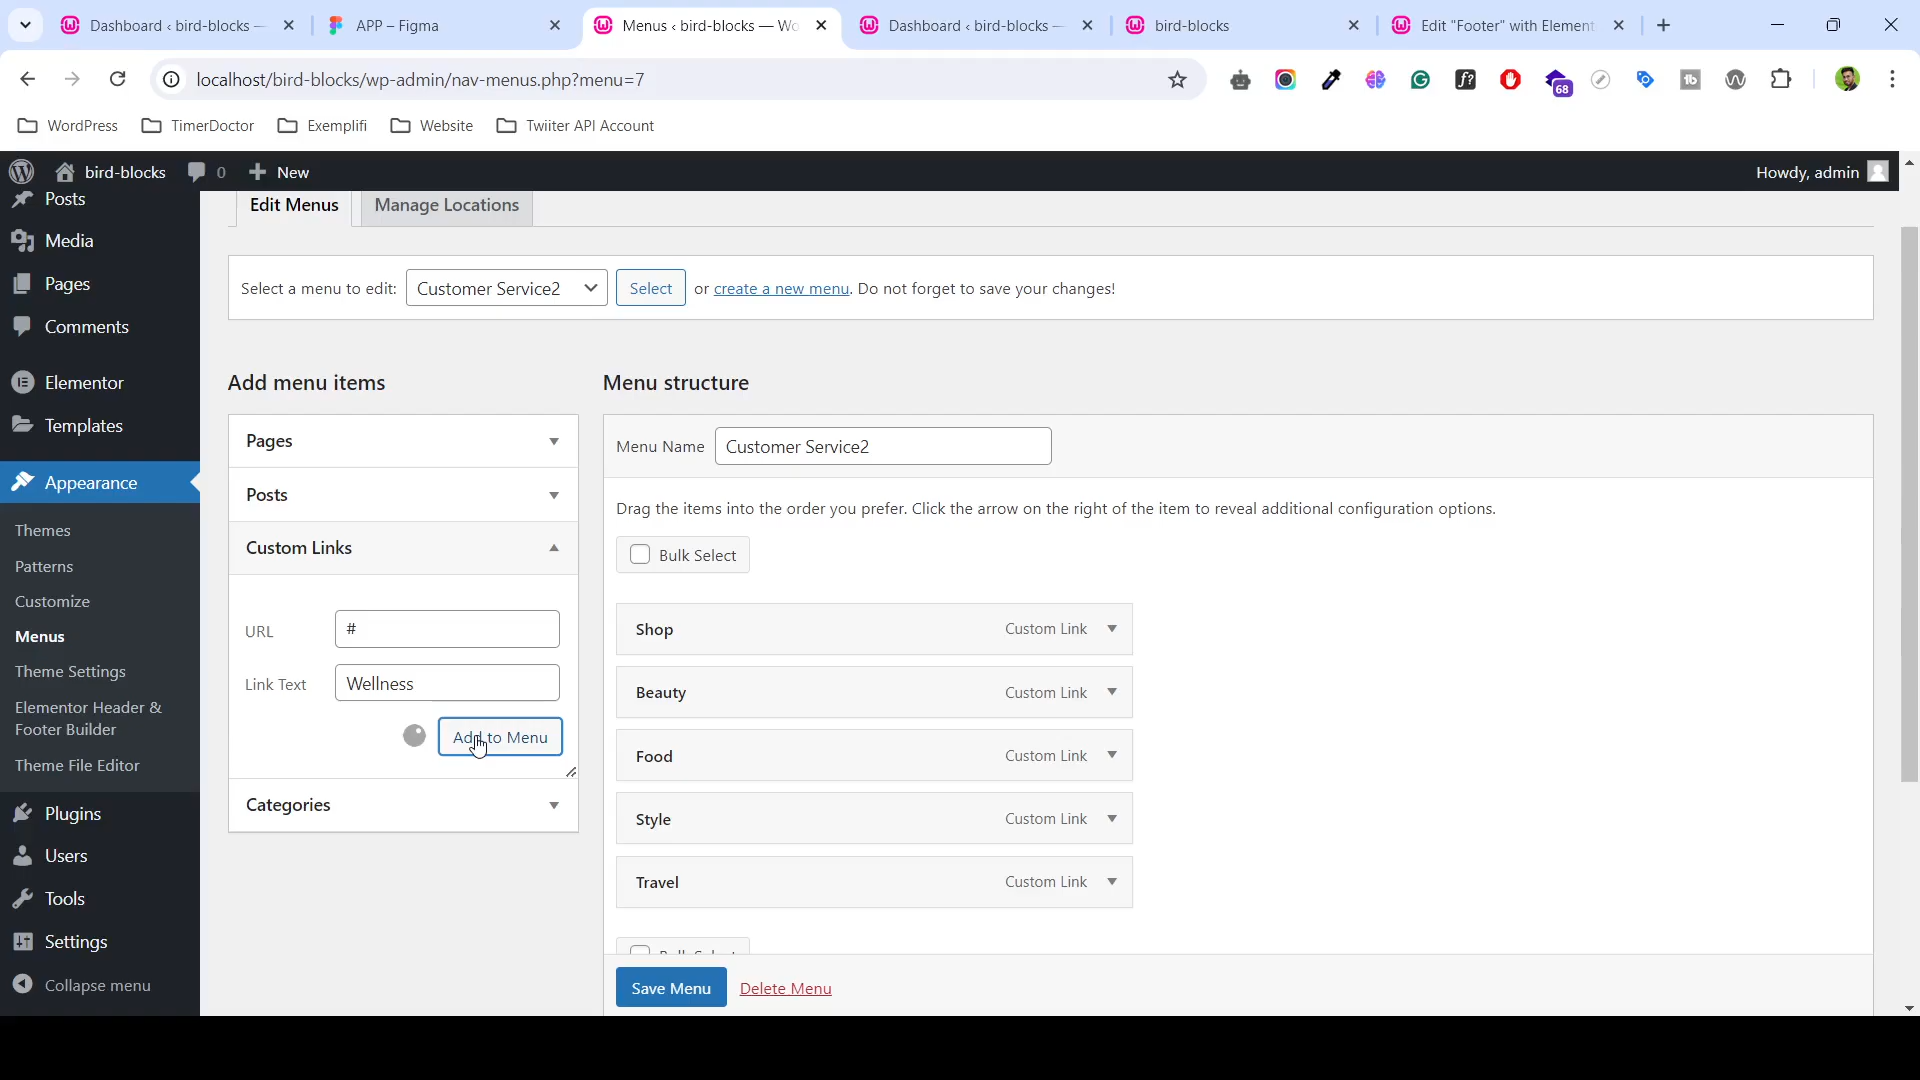 Dashboard ‹ bird-blocks —
APP – Figma
Menus ‹ bird-blocks — Wo
Dashboard ‹ bird-blocks —
bird-blocks
Edit "Footer" with Element
localhost/bird-blocks/wp-admin/nav-menus.php?menu=7
68
WordPress
TimerDoctor
Exemplifi
Website
Twiiter API Account
bird-blocks
0
New
Howdy, admin
Posts
Media
Pages
Comments
Elementor
Templates
Appearance
Themes
Patterns
Customize
Menus
Theme Settings
Elementor Header &
Footer Builder
Theme File Editor
Plugins
Users
Tools
Settings
Collapse menu
Edit Menus
Manage Locations
Select a menu to edit:
Customer Service2
Select
or create a new menu. Do not forget to save your changes!
Add menu items
Pages
Posts
Custom Links
URL
#
Link Text
Wellness
Add to Menu
Categories
Menu structure
Menu Name
Customer Service2
Drag the items into the order you prefer. Click the arrow on the right of the item to reveal additional configuration options.
Bulk Select
Shop
Custom Link
Beauty
Custom Link
Food
Custom Link
Style
Custom Link
Travel
Custom Link
Bulk Select
Save Menu
Delete Menu